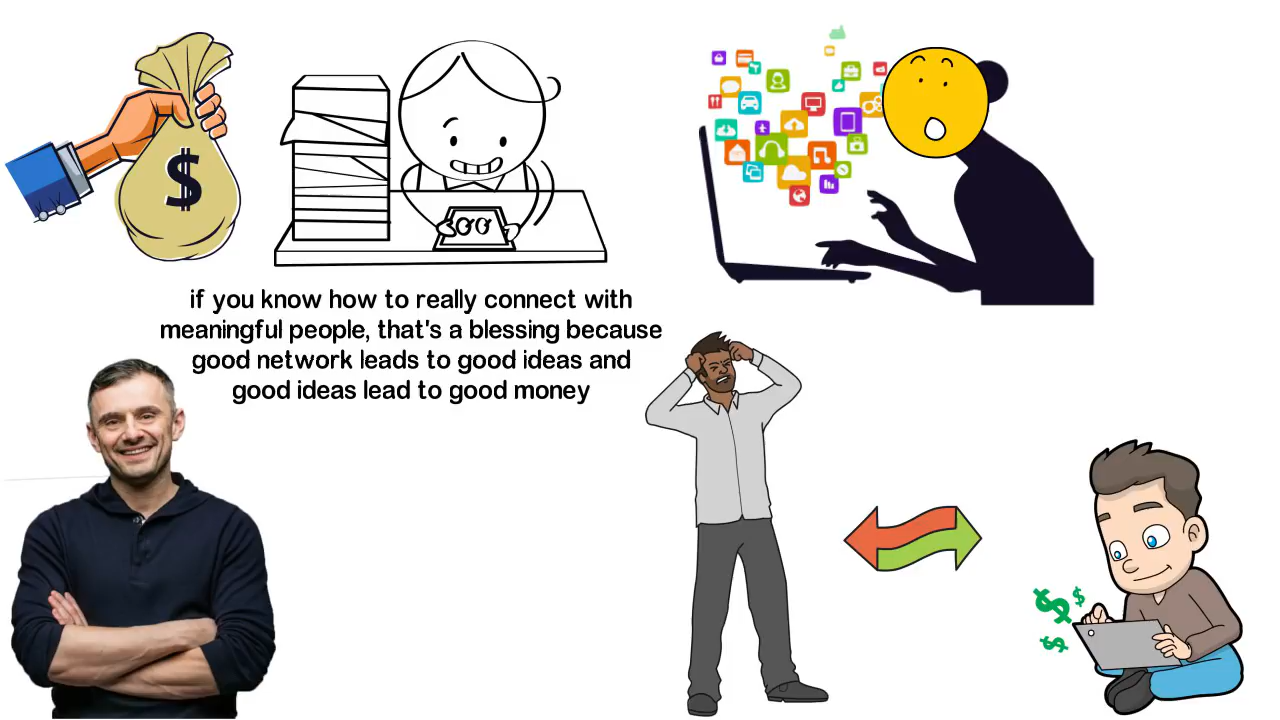 $
if you know how to really connect with
meaningful people, that's a blessing because
good network leads to good ideas and
good ideas lead to good money
$
$
$